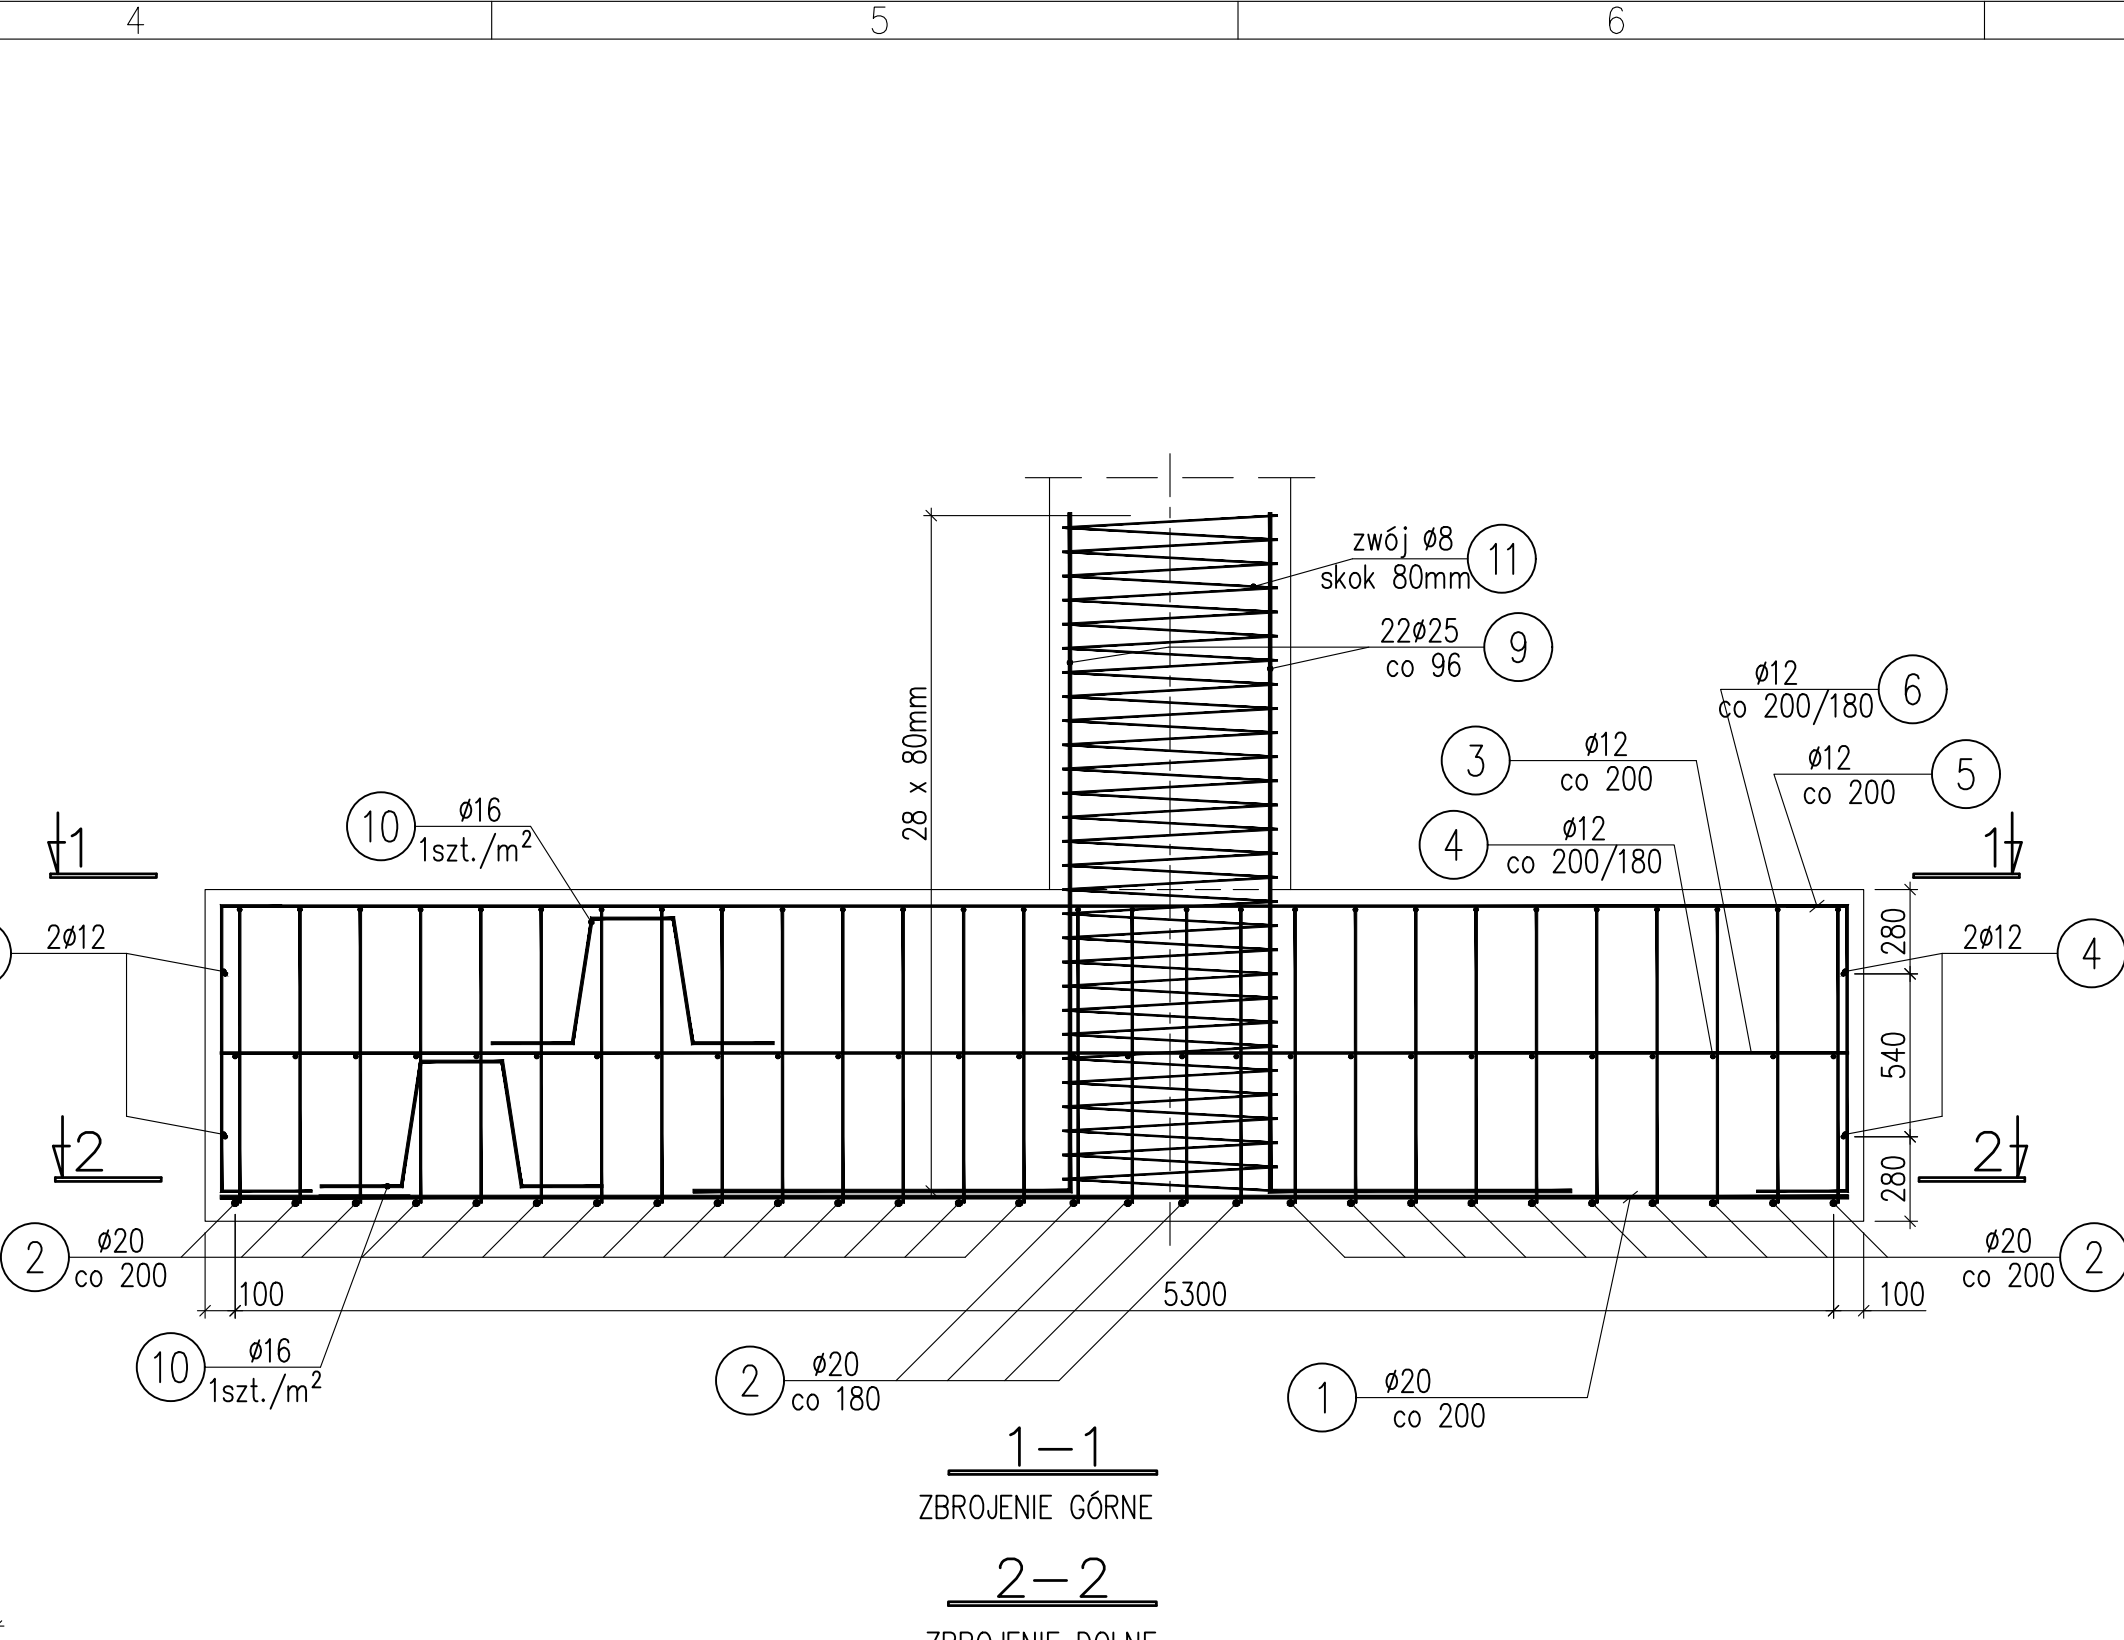 4 5 6
zwój ø8 11
skok 80mm
22ø25 9
co 96
ø12 6
co 200/180
3 ø12
co 200
ø12 5
co 200
28 x 80mm
10 ø16
1szt./m²
4 ø12
co 200/180
1 1
2ø12
280
2ø12 4
540
2 2
280
2 ø20
co 200
ø20 2
co 200
100 5300 100
10 ø16
1szt./m²
2 ø20
co 180
1 ø20
co 200
1-1
ZBROJENIE GÓRNE
2-2
ZBROJENIE DOLNE